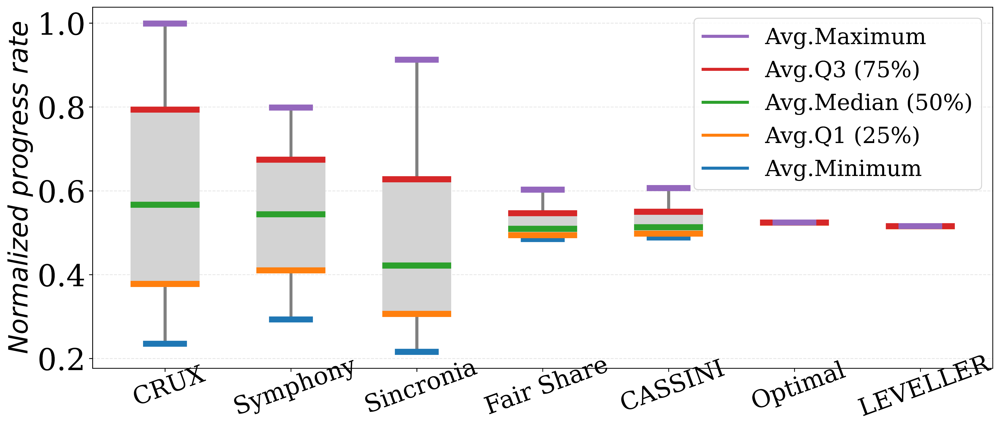 Normalized progress rate
1.0
0.8
0.6
0.4
0.2
Avg.Maximum
Avg.Q3 (75%)
Avg.Median (50%)
Avg.Q1 (25%)
Avg.Minimum
CRUX
Symphony
Sincronia
Fair Share
CASSINI
Optimal
LEVELLER